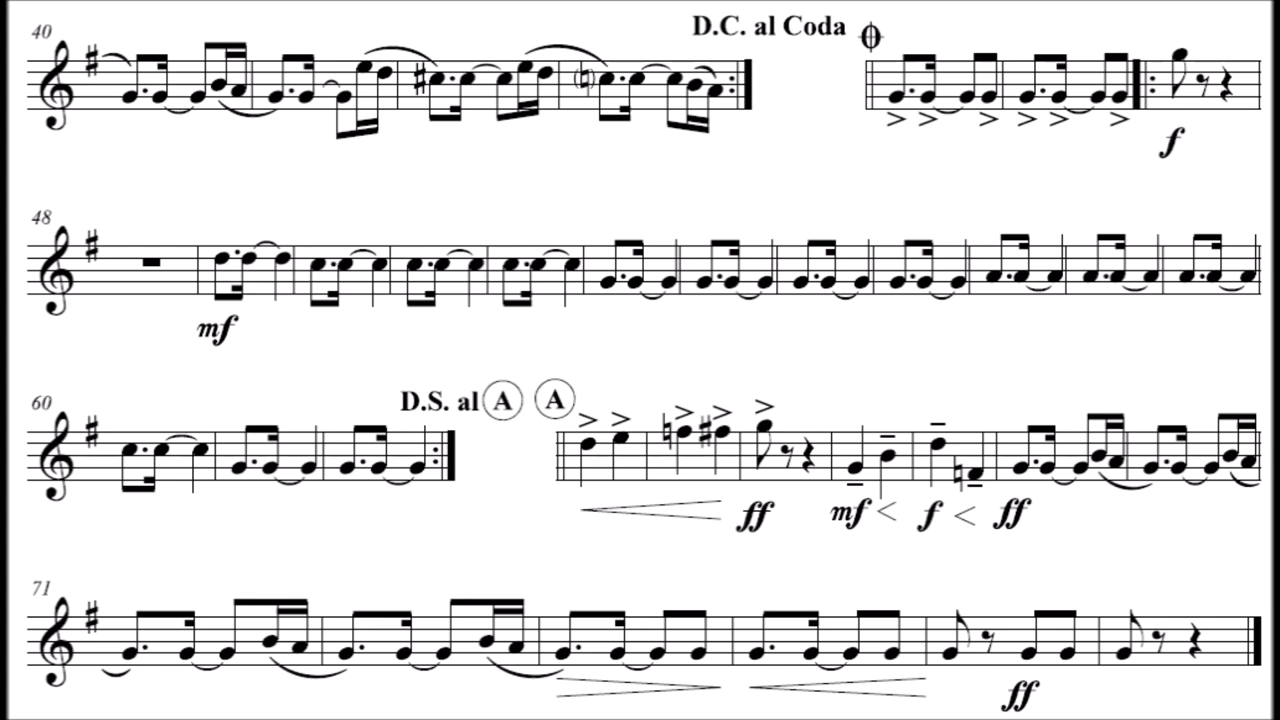 D.C. al Coda
40
f
48
mf
D.S. al A A
60
ff mf f ff
71
ff